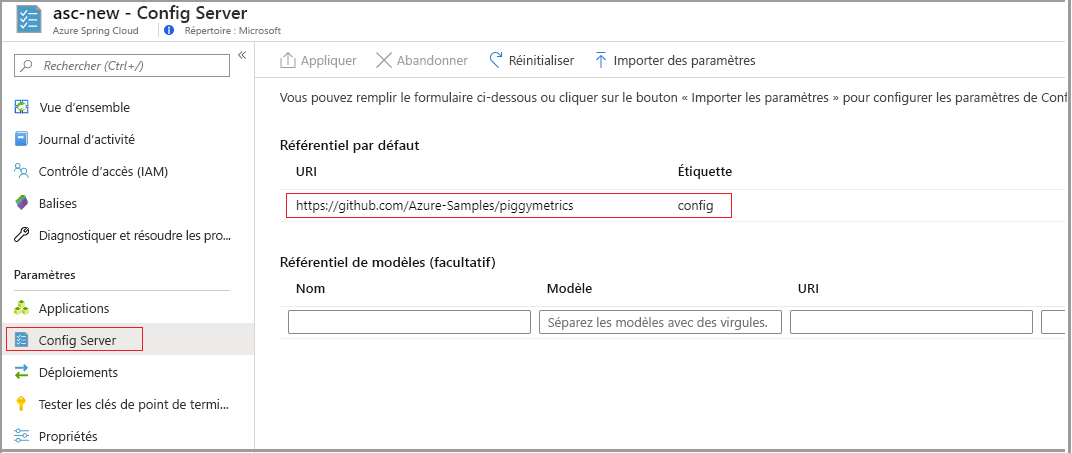 asc-new - Config Server
Azure Spring Cloud
Répertoire : Microsoft
Rechercher (Ctrl+/)
Vue d’ensemble
Journal d’activité
Contrôle d’accès (IAM)
Balises
Diagnostiquer et résoudre les pro...
Paramètres
Applications
Config Server
Déploiements
Tester les clés de point de termi...
Propriétés
Appliquer Abandonner Réinitialiser Importer des paramètres
Vous pouvez remplir le formulaire ci-dessous ou cliquer sur le bouton « Importer les paramètres » pour configurer les paramètres de Conf
Référentiel par défaut
URI Étiquette
https://github.com/Azure-Samples/piggymetrics config
Référentiel de modèles (facultatif)
Nom Modèle URI
Séparez les modèles avec des virgules.